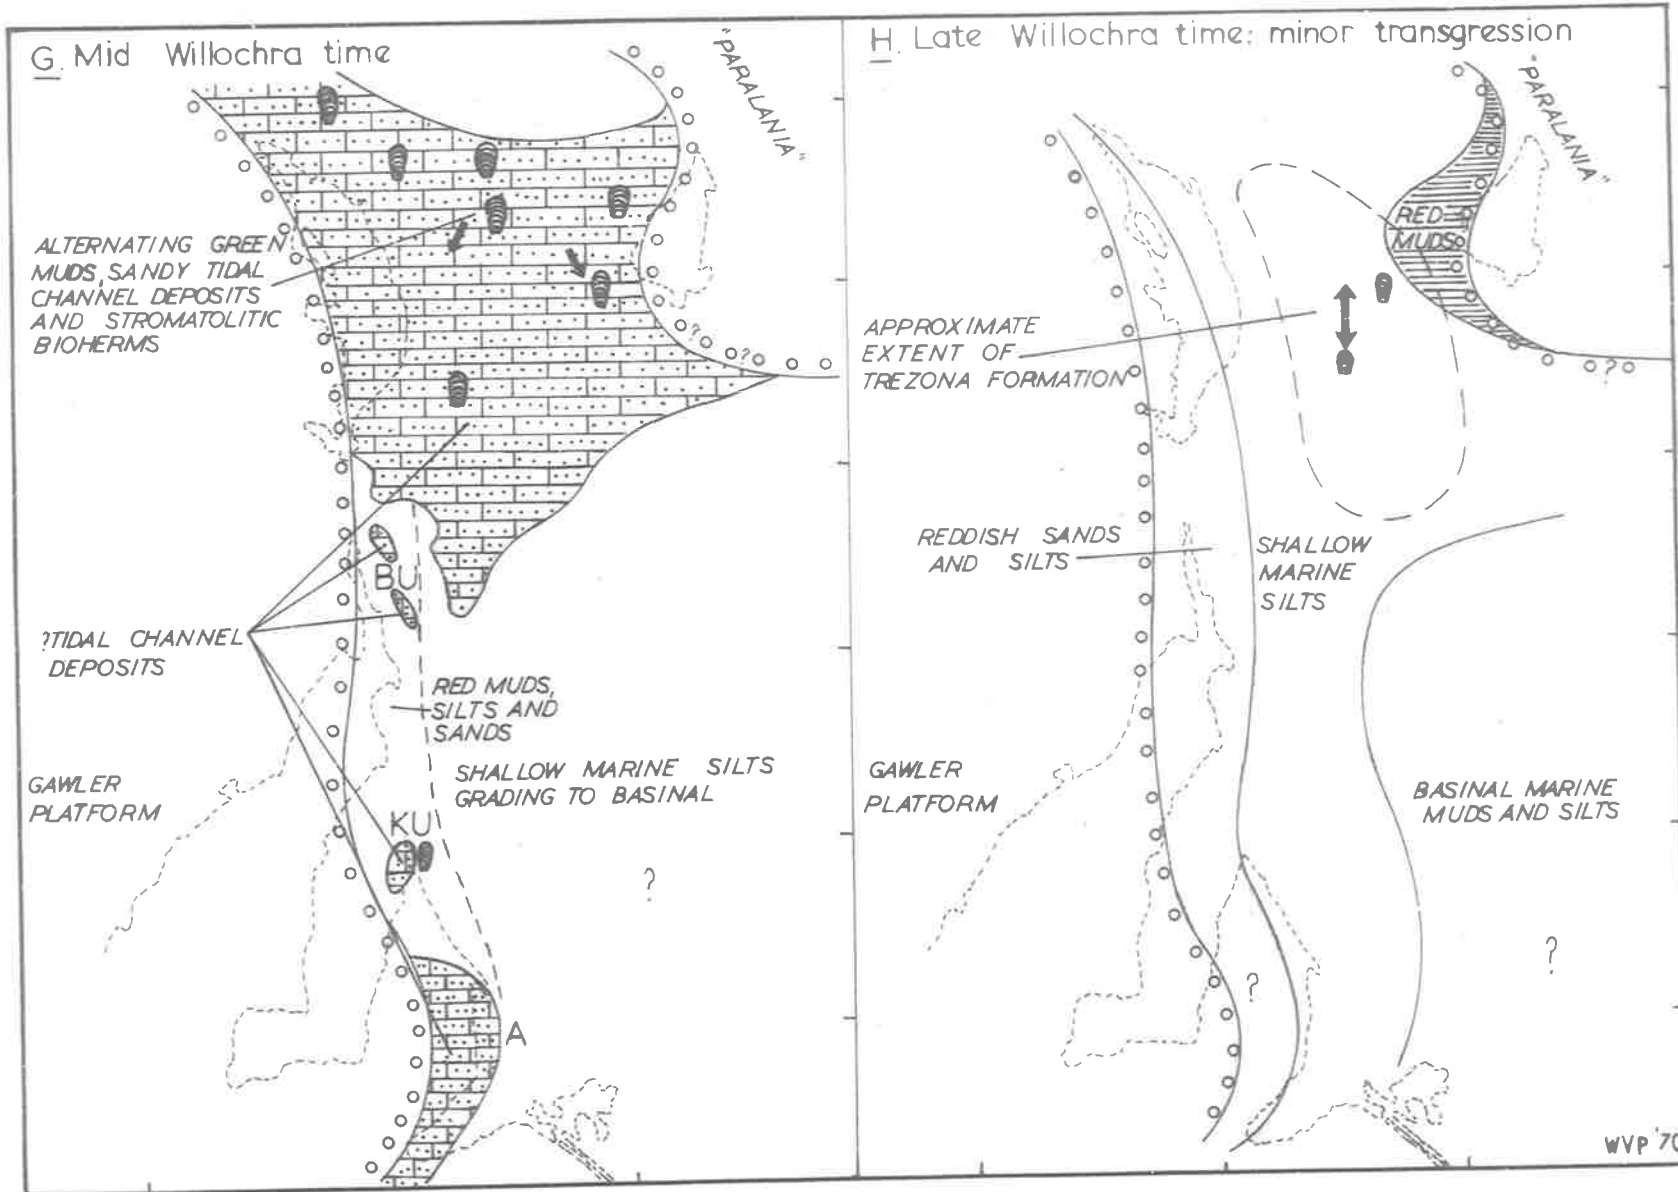 G. Mid Willochra time
"PARALANIA"
ALTERNATING GREEN
MUDS, SANDY TIDAL
CHANNEL DEPOSITS
AND STROMATOLITIC
BIOHERMS
?
?
BU
?TIDAL CHANNEL
DEPOSITS
RED MUDS,
SILTS AND
SANDS
GAWLER
PLATFORM
SHALLOW MARINE SILTS
GRADING TO BASINAL
KU
?
A
H. Late Willochra time: minor transgression
"PARALANIA"
RED
MUDS
APPROXIMATE
EXTENT OF
TREZONA FORMATION
?
REDDISH SANDS
AND SILTS
SHALLOW
MARINE
SILTS
GAWLER
PLATFORM
BASINAL MARINE
MUDS AND SILTS
?
?
WVP '70